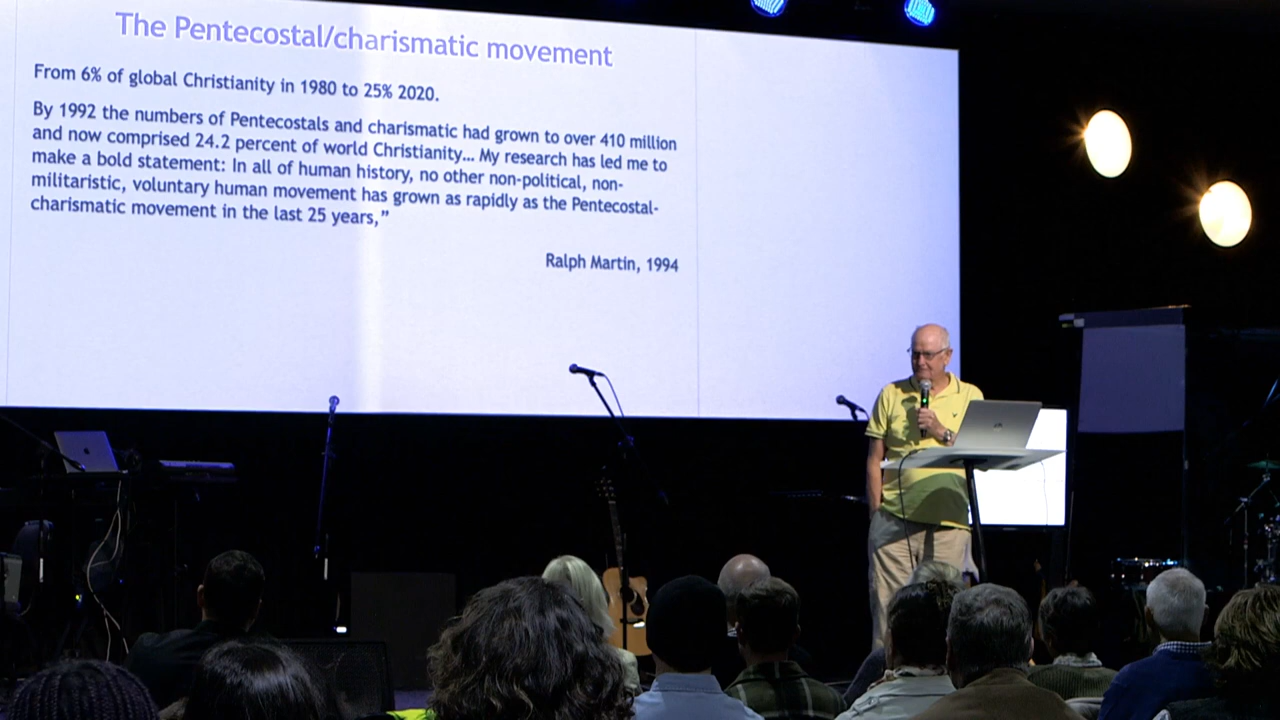 The Pentecostal/charismatic movement
From 6% of global Christianity in 1980 to 25% 2020.
By 1992 the numbers of Pentecostals and charismatic had grown to over 410 million
and now comprised 24.2 percent of world Christianity... My research has led me to
make a bold statement: In all of human history, no other non-political, non-
militaristic, voluntary human movement has grown as rapidly as the Pentecostal-
charismatic movement in the last 25 years,”
Ralph Martin, 1994